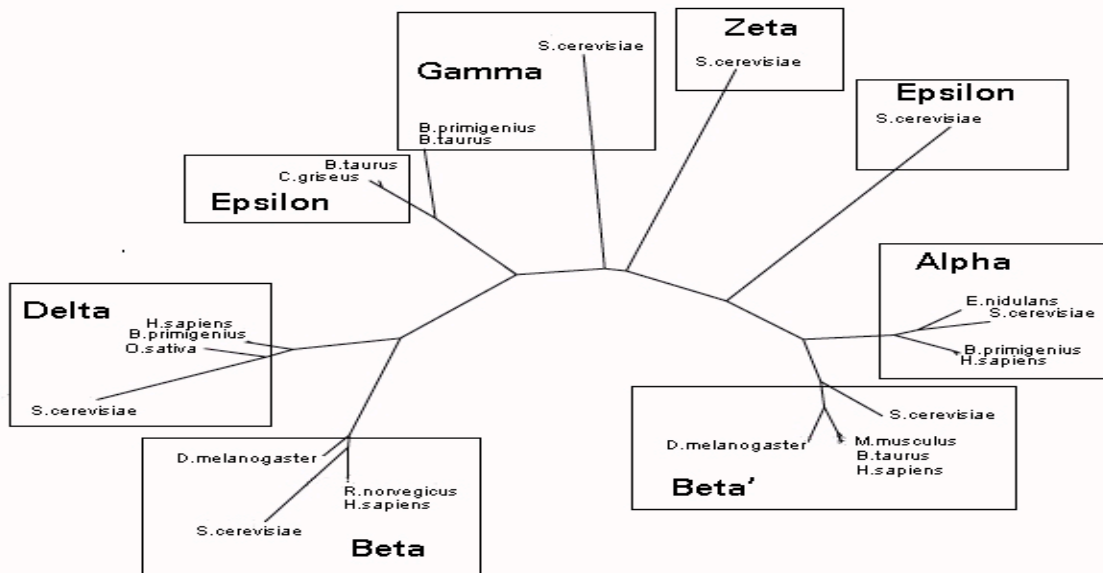 Zeta
S.cerevisiae
S.cerevisiae
Gamma
B.primigenius
B.taurus
Epsilon
S.cerevisiae
B.taurus
C.griseus
Epsilon
Alpha
E.nidulans
S.cerevisiae
B.primigenius
H.sapiens
Delta
H.sapiens
B.primigenius
O.sativa
S.cerevisiae
S.cerevisiae
D.melanogaster
M.musculus
B.taurus
H.sapiens
Beta'
D.melanogaster
R.norvegicus
H.sapiens
S.cerevisiae
Beta